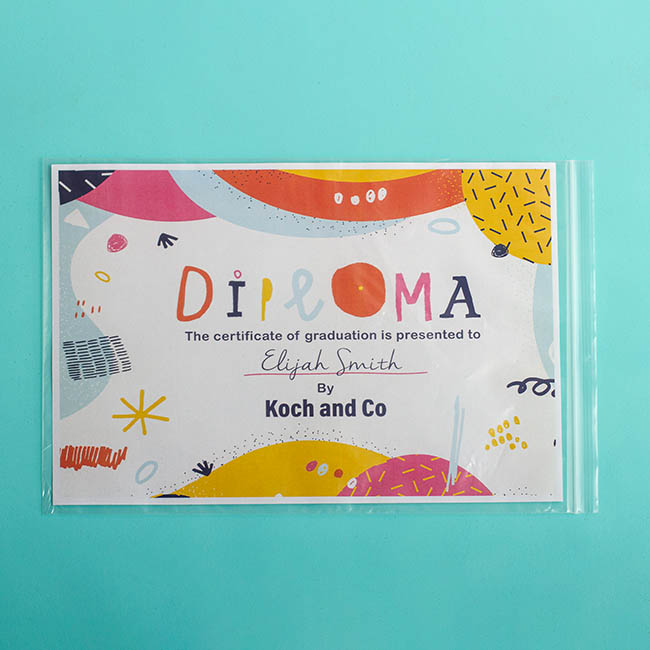 DipLOMA
The certificate of graduation is presented to
Elijah Smith
By
Koch and Co